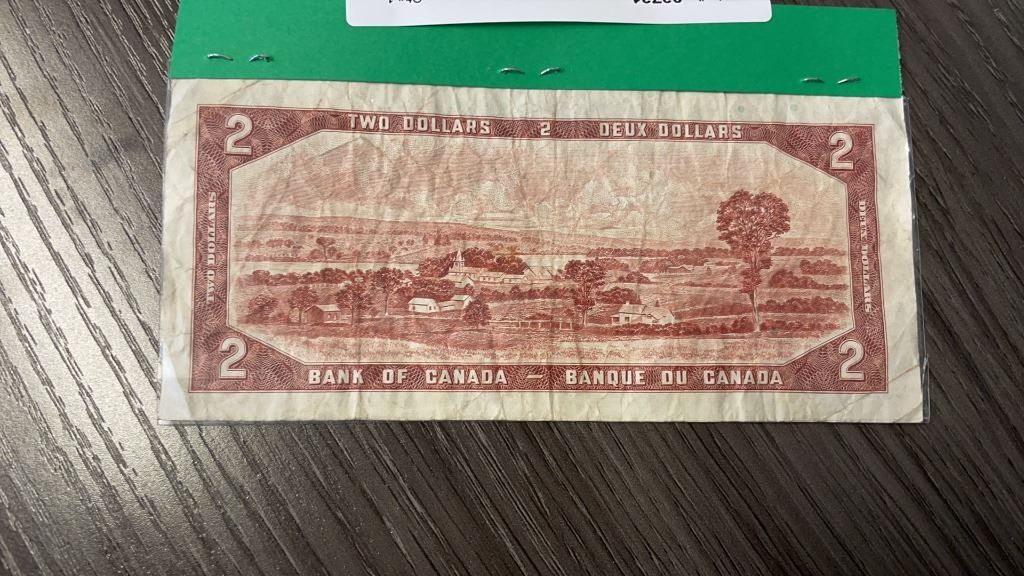 2 TWO DOLLARS 2 DEUX DOLLARS 2
TWO DOLLARS
DEUX DOLLARS
2 BANK OF CANADA — BANQUE DU CANADA 2